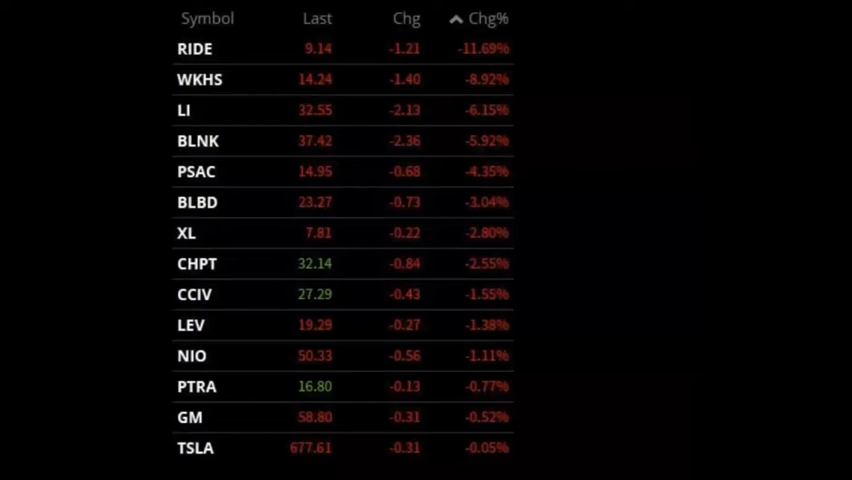 Symbol Last Chg Chg%
RIDE 9.14 -1.21 -11.69%
WKHS 14.24 -1.40 -8.92%
LI 32.55 -2.13 -6.15%
BLNK 37.42 -2.36 -5.92%
PSAC 14.95 -0.68 -4.35%
BLBD 23.27 -0.73 -3.04%
XL 7.81 -0.22 -2.80%
CHPT 32.14 -0.84 -2.55%
CCIV 27.29 -0.43 -1.55%
LEV 19.29 -0.27 -1.38%
NIO 50.33 -0.56 -1.11%
PTRA 16.80 -0.13 -0.77%
GM 58.80 -0.31 -0.52%
TSLA 677.61 -0.31 -0.05%